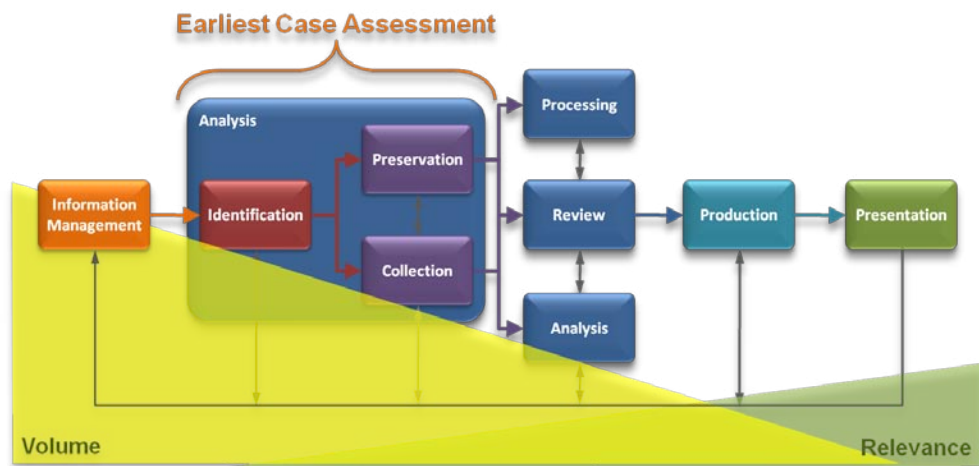 Earliest Case Assessment
Analysis
Processing
Preservation
Information
Management
Identification
Review
Production
Presentation
Collection
Analysis
Volume
Relevance